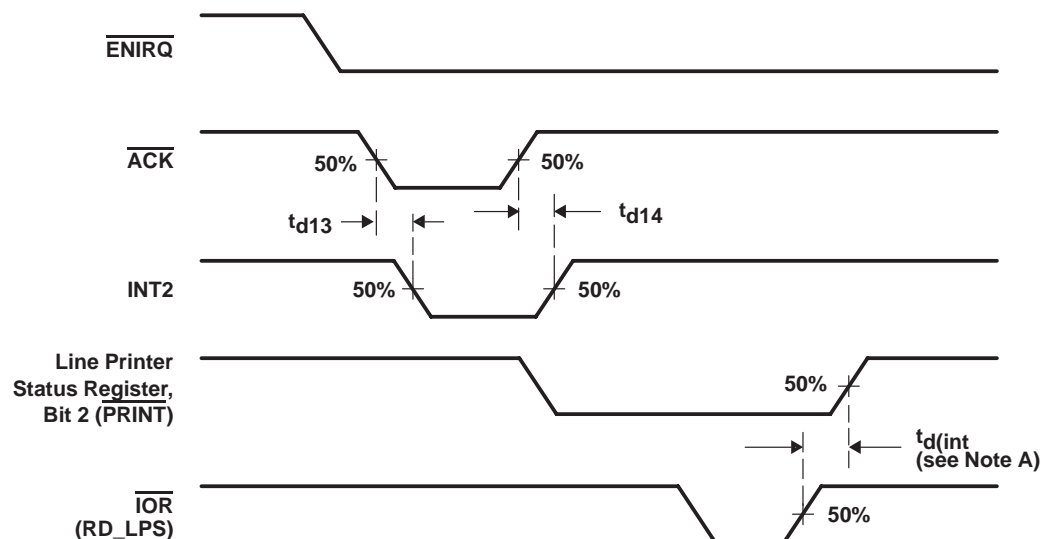 ENIRQ
ACK
50%
50%
td13
td14
INT2
50%
50%
Line Printer
Status Register,
Bit 2 (PRINT)
50%
td(int
(see Note A)
IOR
(RD_LPS)
50%